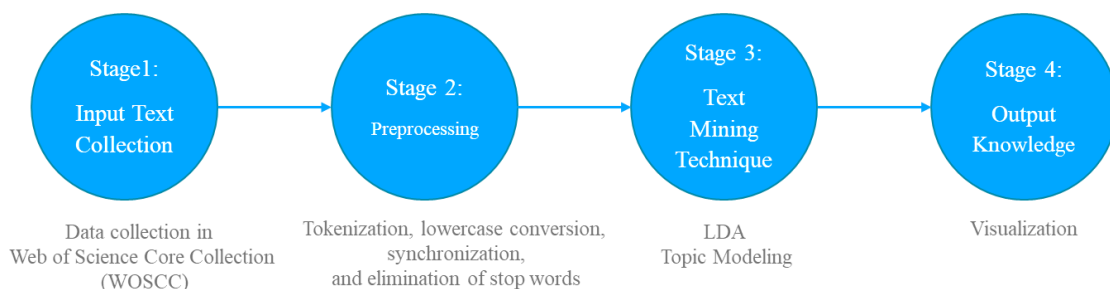 Stage1:
Input Text
Collection
Stage 2:
Preprocessing
Stage 3:
Text
Mining
Technique
Stage 4:
Output
Knowledge
Data collection in
Web of Science Core Collection
(WOSCC)
Tokenization, lowercase conversion,
synchronization,
and elimination of stop words
LDA
Topic Modeling
Visualization